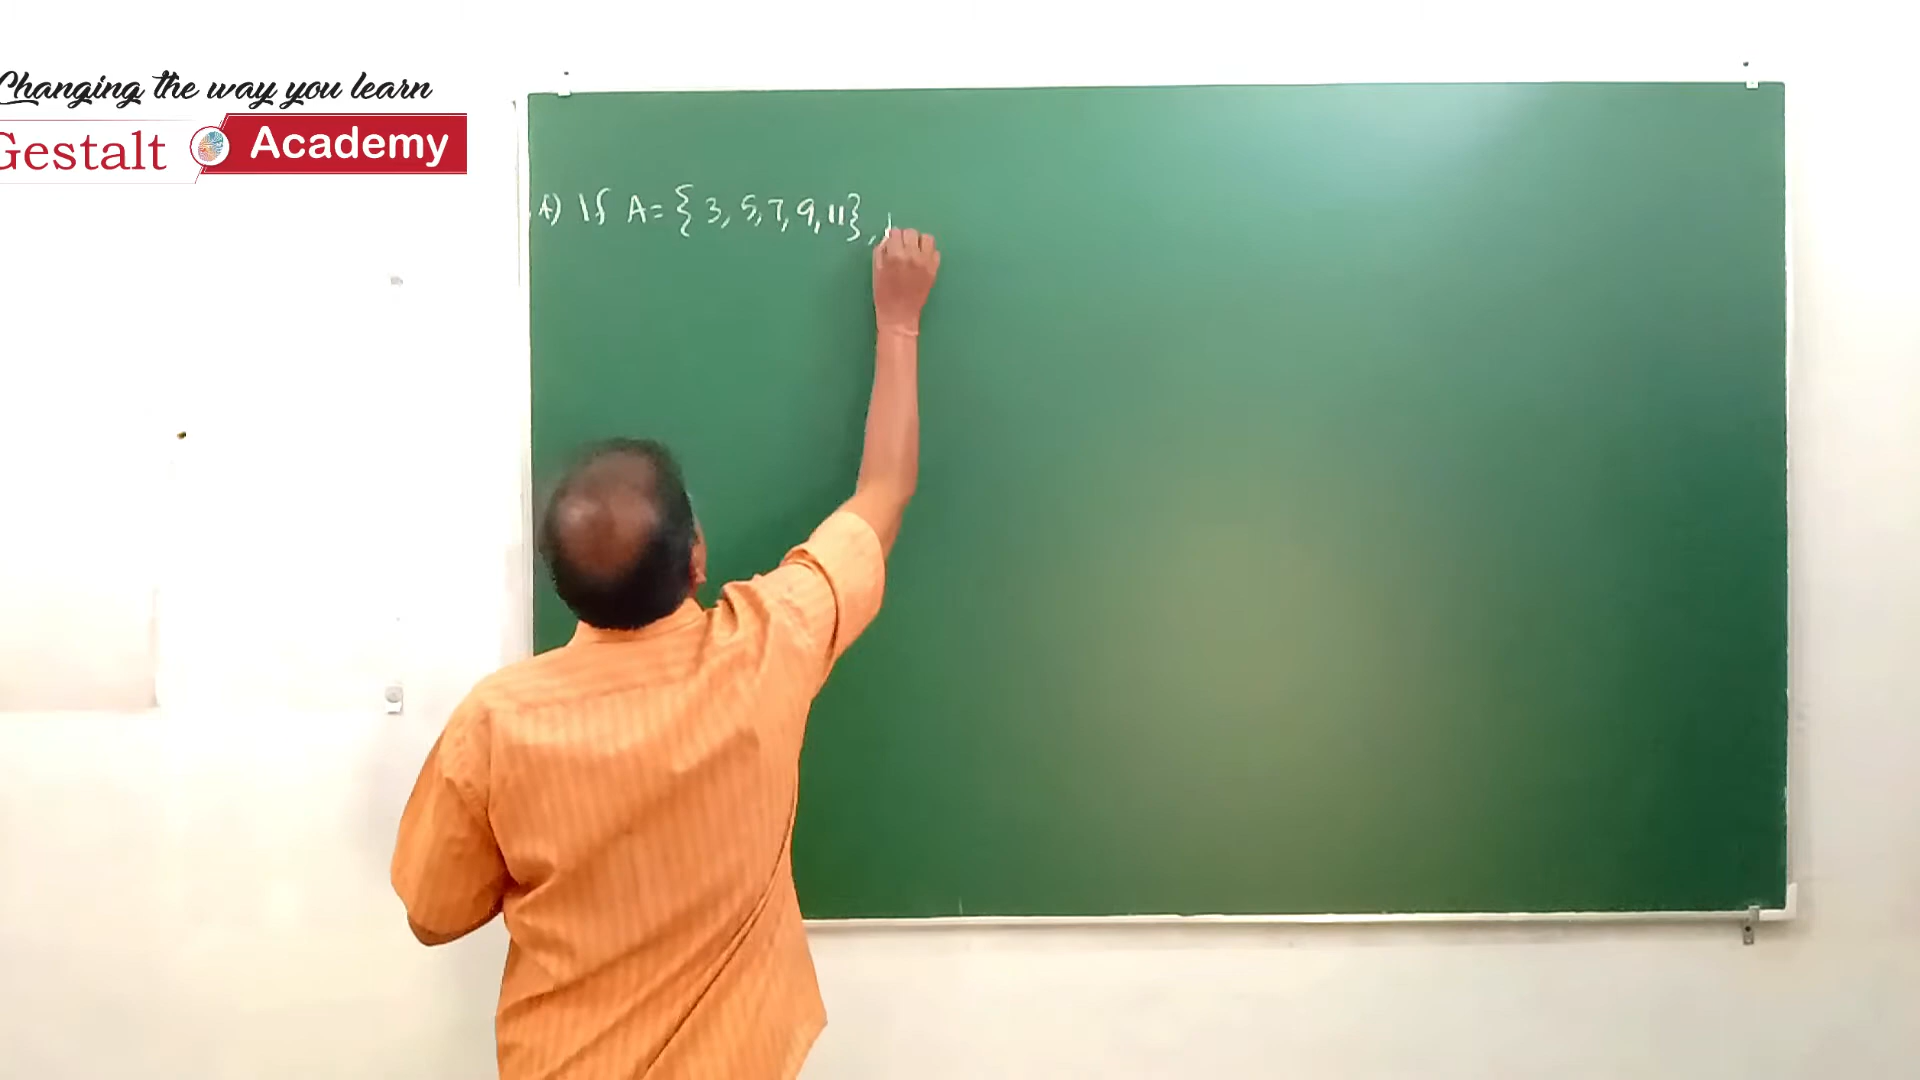 Changing the way you learn
Gestalt Academy
A) If A = { 3, 5, 7, 9, 11 } ,